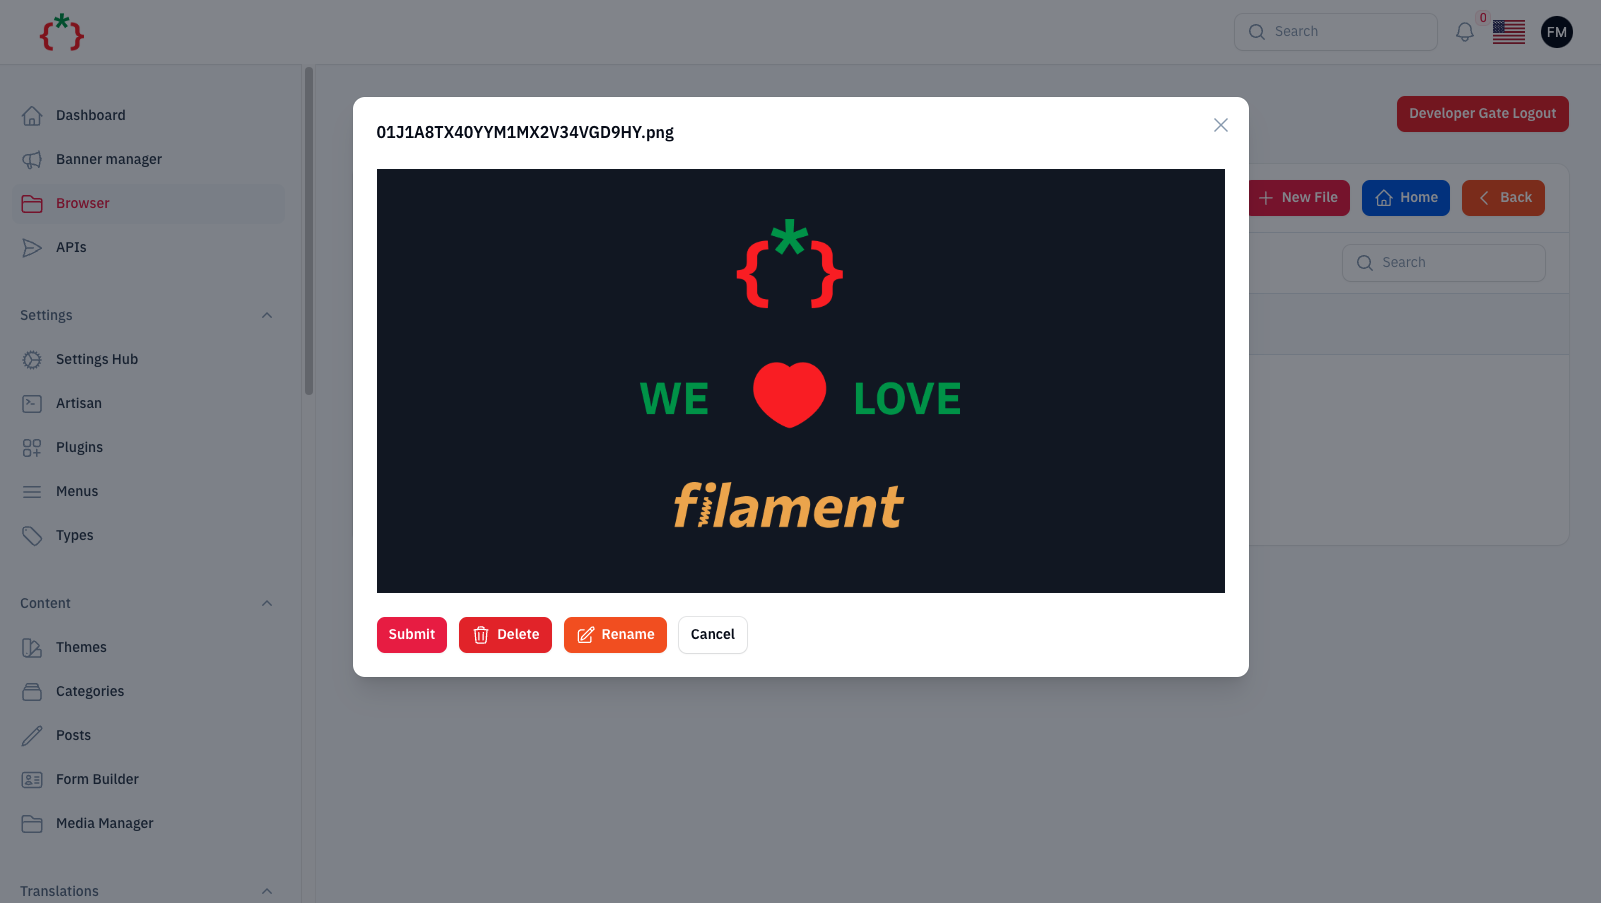 Search
0
FM
Dashboard
Banner manager
Browser
APIs
Settings
Settings Hub
Artisan
Plugins
Menus
Types
Content
Themes
Categories
Posts
Form Builder
Media Manager
Translations
Developer Gate Logout
New File
Home
Back
Search
01J1A8TX40YYM1MX2V34VGD9HY.png
{*}
WE LOVE
filament
Submit
Delete
Rename
Cancel